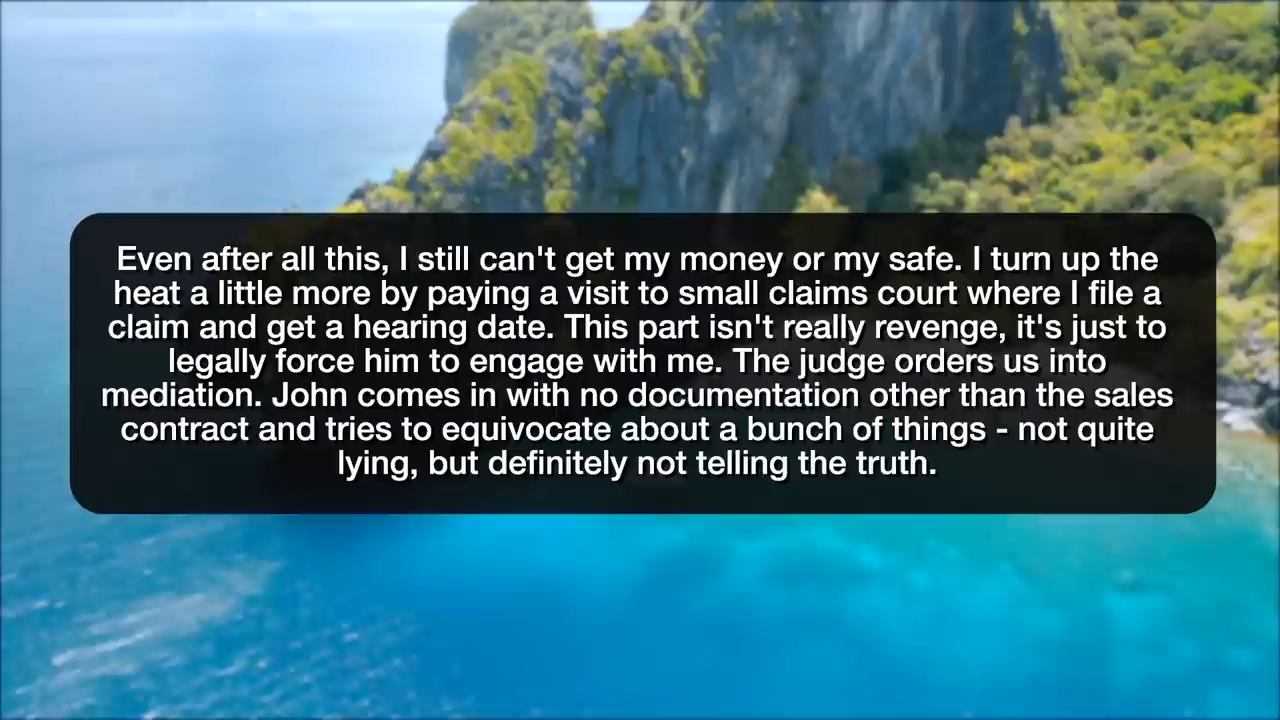 Even after all this, I still can't get my money or my safe. I turn up the
heat a little more by paying a visit to small claims court where I file a
claim and get a hearing date. This part isn't really revenge, it's just to
legally force him to engage with me. The judge orders us into
mediation. John comes in with no documentation other than the sales
contract and tries to equivocate about a bunch of things - not quite
lying, but definitely not telling the truth.